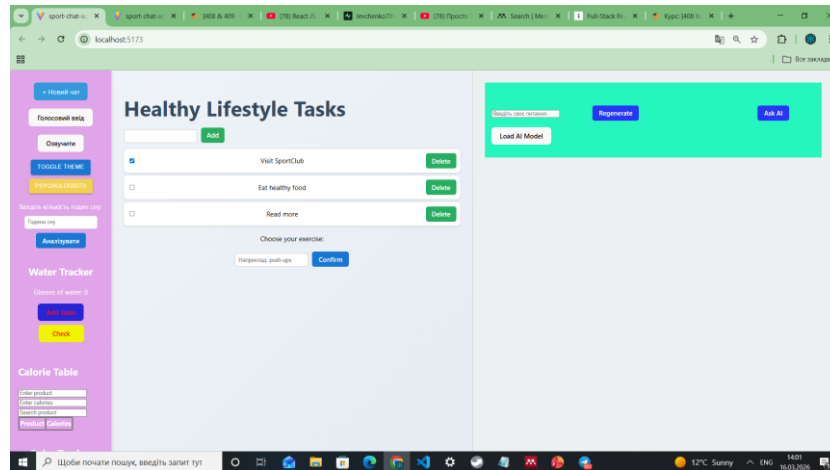 sport-chat-ap
sport-chat-ap
(408 & 409
(78) React JS
levchenko7
(78) Просто
Search | Men
Full-Stack Ro
Курс: (408 &
localhost:5173
Все заклад
+ Новий чат
Голосовий ввід
Озвучити
TOGGLE THEME
PSYCHOLOGISTS
Введіть кількість годин сну:
Години сну
Аналізувати
Water Tracker
Glasses of water: 0
Add Glass
Check
Calorie Table
Enter product
Enter calories
Search product
Product Calories
Healthy Lifestyle Tasks
Add
Visit SportClub
Delete
Eat healthy food
Delete
Read more
Delete
Choose your exercise:
Наприклад: push-ups
Confirm
Введіть своє питання...
Regenerate
Ask AI
Load AI Model
Щоби почати пошук, введіть запит тут
12°C Sunny
ENG
14:01
16.03.2026